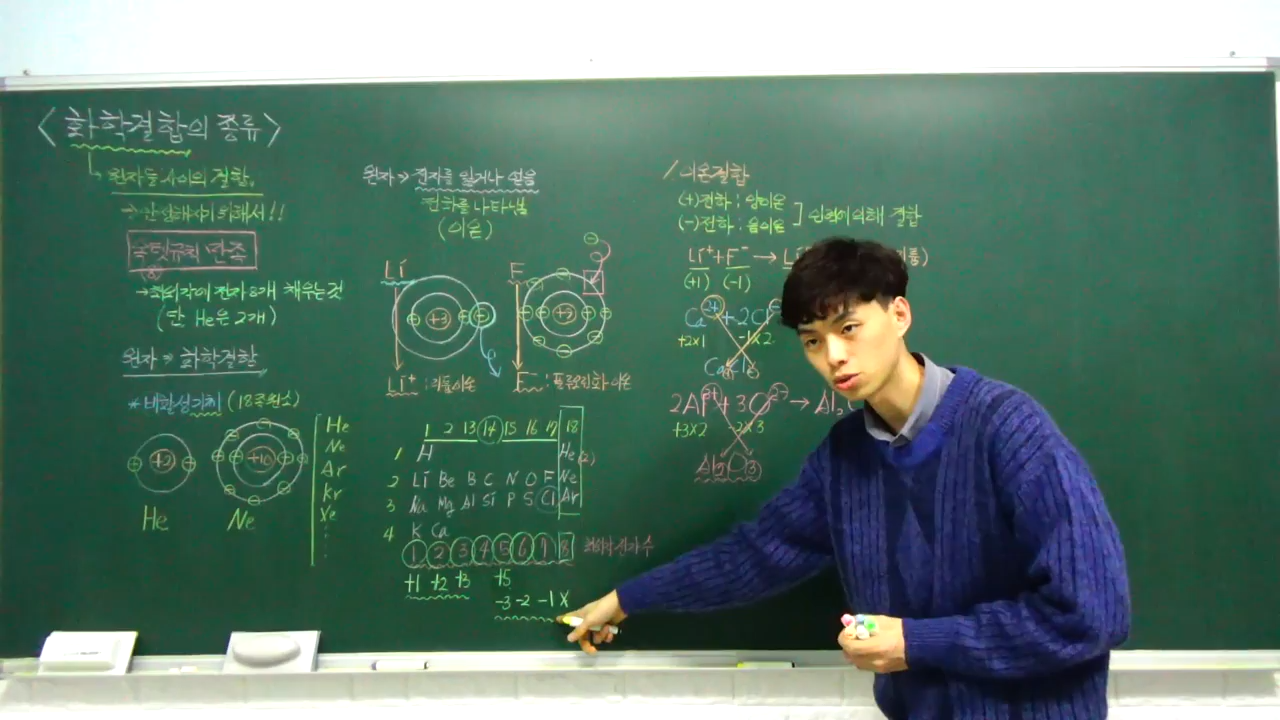 <화학결합의 종류>
원자들 사이의 결합.
→ 안정해지기 위해서!!
옥텟규칙 만족
→ 최외각에 전자 8개 채우는것
(단 He은 2개)
원자 ⇒ 화학결합
* 비활성기체 (18족원소)
+2
+10
He
Ne
He
Ne
Ar
Kr
Xe
원자 → 전자를 잃거나 얻음
전하를 나타냄
(이온)
Li
F
+3
+9
e
Li⁺ : 리튬이온
F⁻ : 플루오린화 이온
1 2 13 14 15 16 17 18
1 H He (2)
2 Li Be B C N O F Ne
3 Na Mg Al Si P S Cl Ar
4 K Ca
1 2 3 4 5 6 7 8 최외각 전자수
+1 +2 +3 +5
-3 -2 -1 X
이온결합
(+)전하 : 양이온
(-)전하 : 음이온
인력에 의해 결합
Li⁺ + F⁻ → Li
(+1) (-1)
Ca²⁺ + 2Cl
+2×1 -1×2
2Al³⁺ + 3O²⁻ → Al₂
+3×2 -2×3